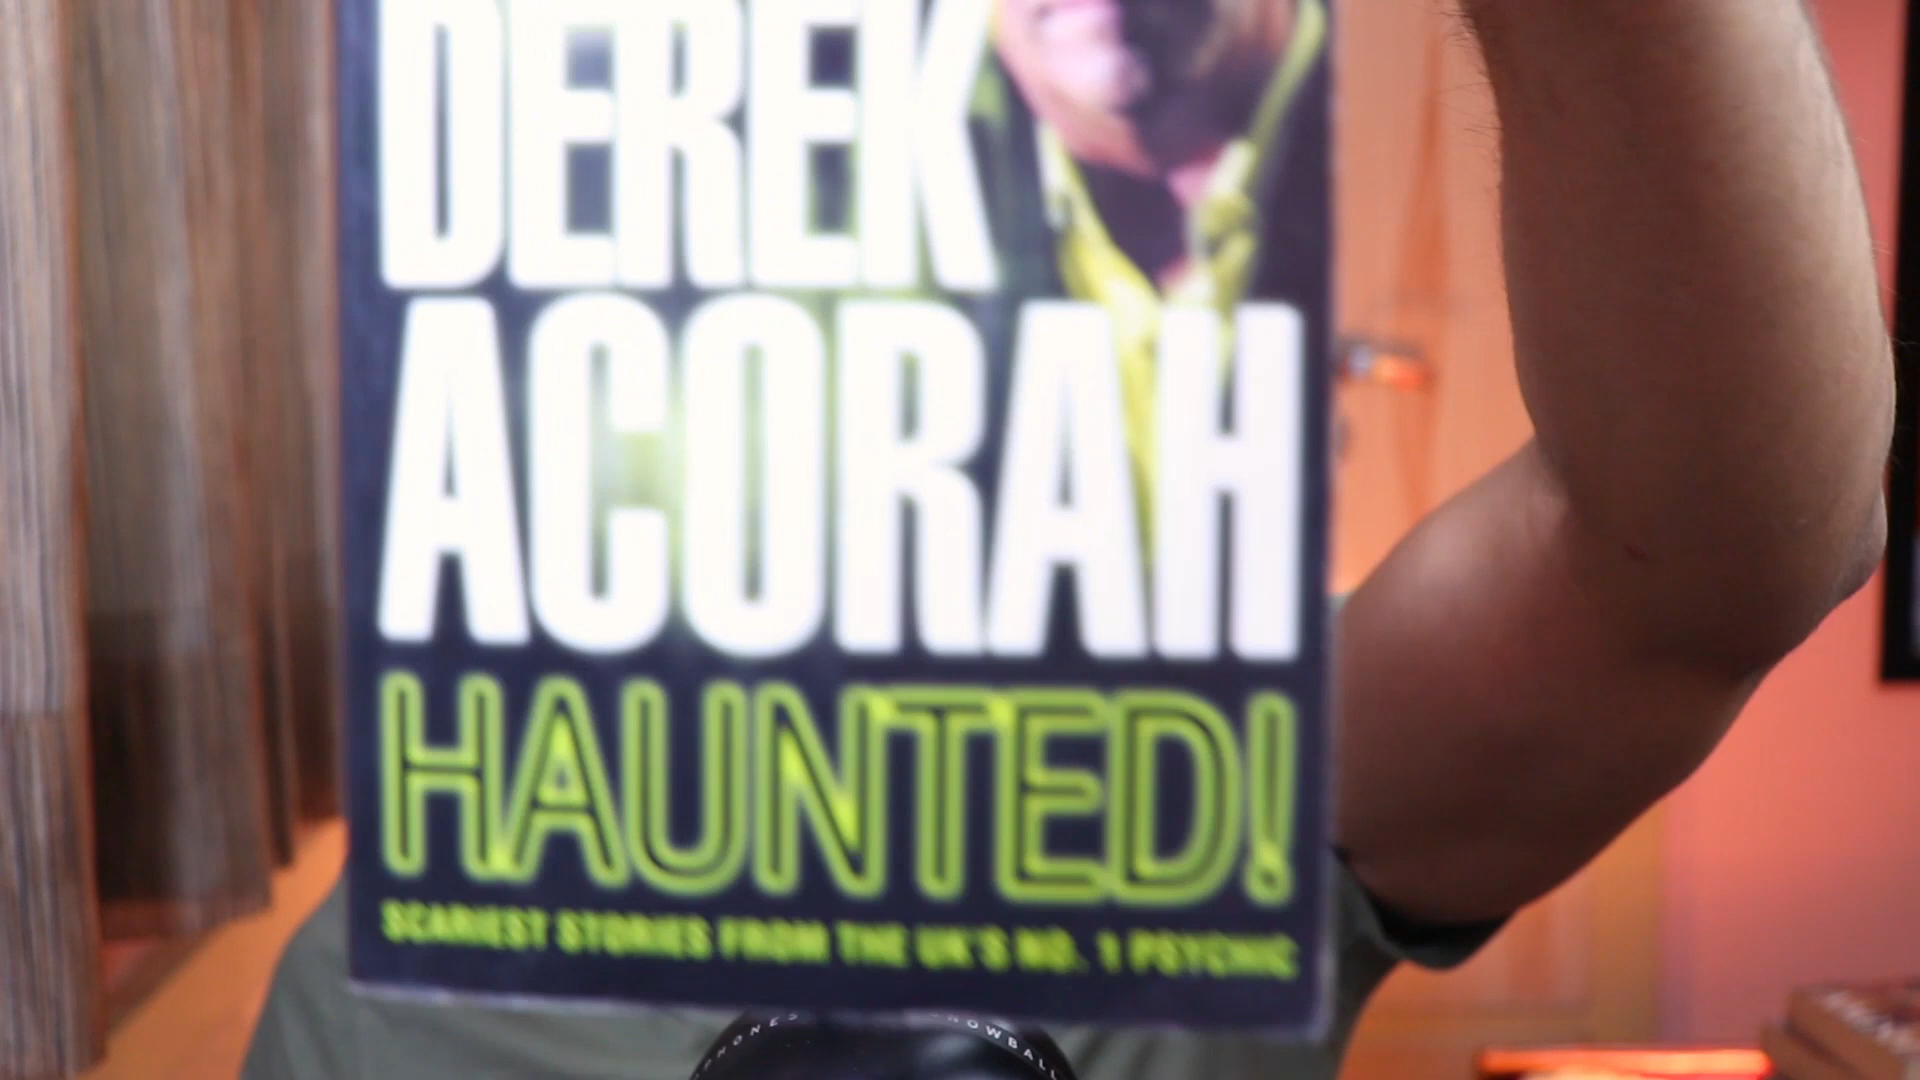 DEREK
ACORAH
HAUNTED!
SCARIEST STORIES FROM THE UK'S NO. 1 PSYCHIC